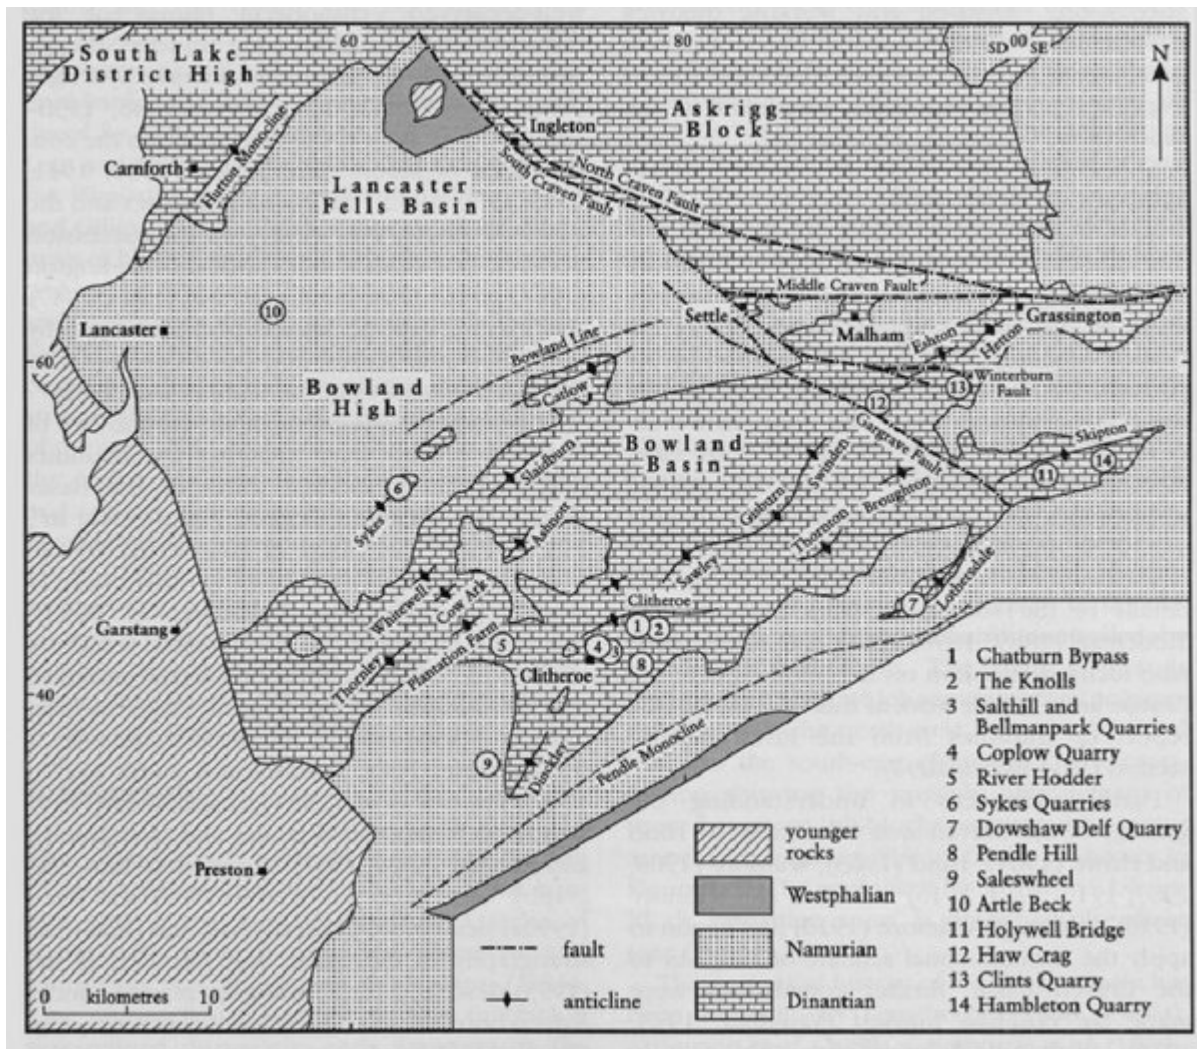 60
80
SD 00 SE
N
South Lake
District High
Askrigg
Block
Ingleton
North Craven Fault
South Craven Fault
Carnforth
Hutton Monocline
Lancaster
Fells Basin
Middle Craven Fault
10
Settle
Malham
Grassington
Lancaster
Eshton
Hetton
Bowland Line
60
Winterburn
Fault
Bowland
High
Catlow
13
12
Gargrave Fault
Skipton
Bowland
Basin
Slaidburn
Swinden
11
14
6
Sykes
Gisburn
Broughton
Ashnott
Thornton
Sawley
Lothersdale
Whitewell
Cow Ark
Clitheroe
7
1
2
Garstang
Plantation Farm
5
4
3
8
Thornley
Clitheroe
40
Pendle Monocline
9
Dinckley
Preston
1 Chatburn Bypass
2 The Knolls
3 Salthill and
Bellmanpark Quarries
4 Coplow Quarry
5 River Hodder
6 Sykes Quarries
7 Dowshaw Delf Quarry
8 Pendle Hill
9 Saleswheel
10 Artle Beck
11 Holywell Bridge
12 Haw Crag
13 Clints Quarry
14 Hambleton Quarry
younger
rocks
Westphalian
fault
Namurian
anticline
Dinantian
0 kilometres 10